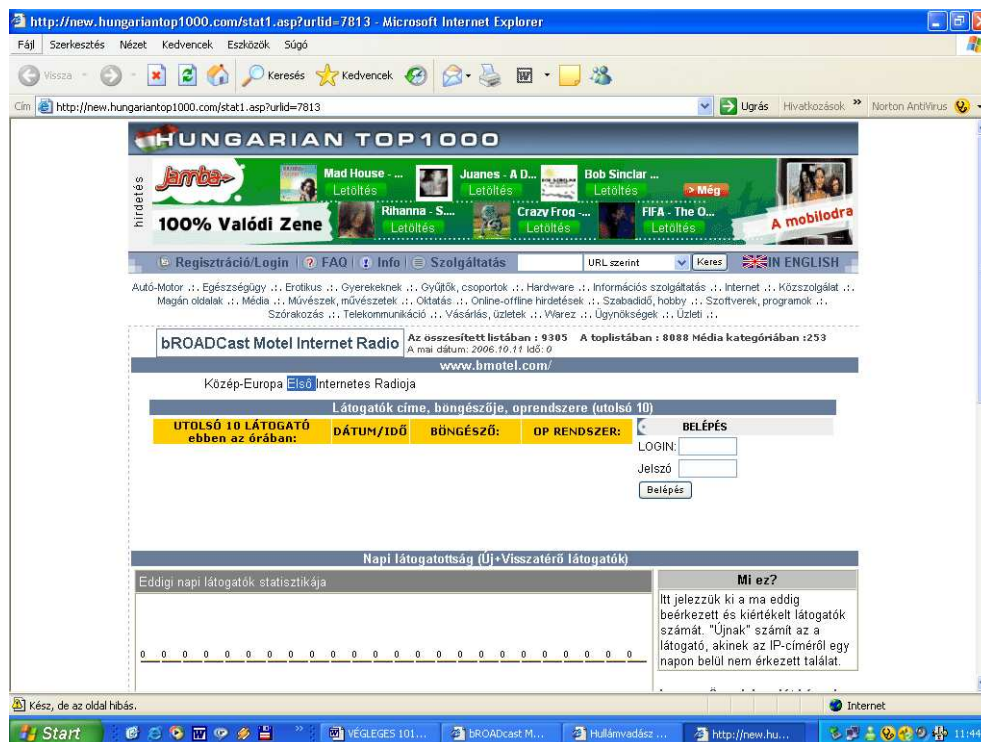 http://new.hungariantop1000.com/stat1.asp?urlid=7813 - Microsoft Internet Explorer
Fájl Szerkesztés Nézet Kedvencek Eszközök Súgó
Vissza Keresés Kedvencek
Cím http://new.hungariantop1000.com/stat1.asp?urlid=7813 Ugrás Hivatkozások » Norton AntiVirus
HUNGARIAN TOP1000
hirdetés
Jamba!
Mad House - ... Juanes - A D... Bob Sinclar ...
Letöltés Letöltés Letöltés > Még
100% Valódi Zene
Rihanna - S.... Crazy Frog -... FIFA - The O...
Letöltés Letöltés Letöltés
A mobilodra
Regisztráció/Login | ? FAQ | Info | Szolgáltatás URL szerint Keres IN ENGLISH
Autó-Motor .:. Egészségügy .:. Erotikus .:. Gyerekeknek .:. Gyűjtők, csoportok .:. Hardware .:. Információs szolgáltatás .:. Internet .:. Közszolgálat .:.
Magán oldalak .:. Média .:. Művészek, művészetek .:. Oktatás .:. Online-offline hirdetések .:. Szabadidő, hobby .:. Szoftverek, programok .:.
Szórakozás .:. Telekommunikáció .:. Vásárlás, üzletek .:. Warez .:. Ügynökségek .:. Üzleti .:.
bROADCast Motel Internet Radio
Az összesített listában : 9305 A toplistában : 8088 Média kategóriában :253
A mai dátum: 2006.10.11 Idő: 0
www.bmotel.com/
Közép-Europa Első Internetes Radioja
Látogatók címe, böngészője, oprendszere (utolsó 10)
UTOLSÓ 10 LÁTOGATÓ
ebben az órában:
DÁTUM/IDŐ BÖNGÉSZŐ: OP RENDSZER:
BELÉPÉS
LOGIN:
Jelszó
Belépés
Napi látogatottság (Új+Visszatérő látogatók)
Eddigi napi látogatók statisztikája
0 0 0 0 0 0 0 0 0 0 0 0 0 0 0 0 0 0 0 0 0 0 0 0
Mi ez?
Itt jelezzük ki a ma eddig
beérkezett és kiértékelt látogatók
számát. "Újnak" számít az a
látogató, akinek az IP-címéről egy
napon belül nem érkezett találat.
Kész, de az oldal hibás. Internet
Start » VÉGLEGES 101... bROADcast M... Hullámvadász ... http://new.hu... 11:44